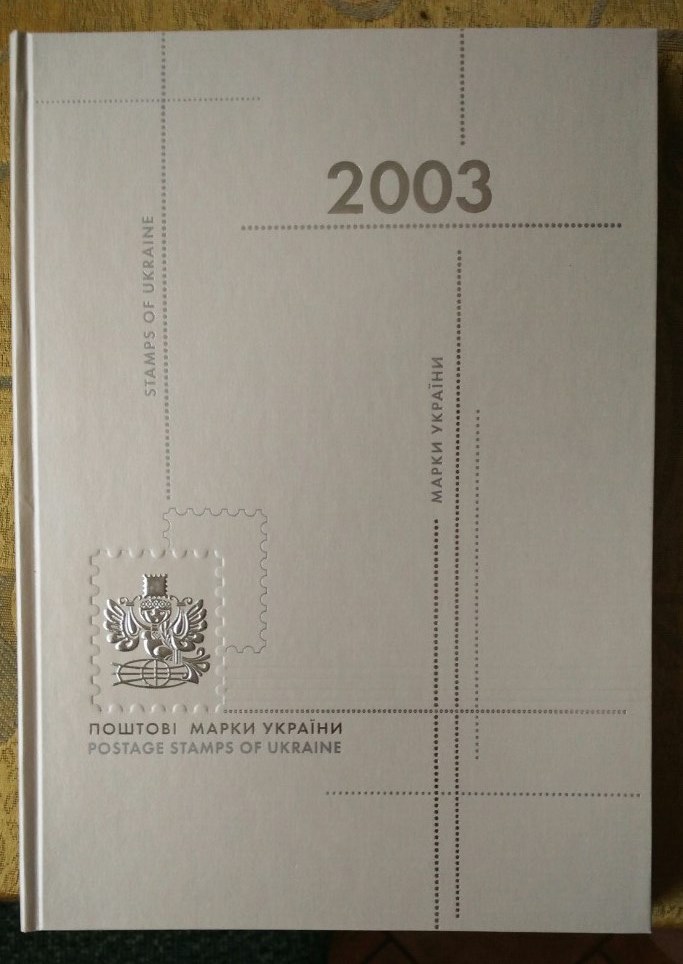 2003
STAMPS OF UKRAINE
МАРКИ УКРАЇНИ
ПОШТОВІ МАРКИ УКРАЇНИ
POSTAGE STAMPS OF UKRAINE